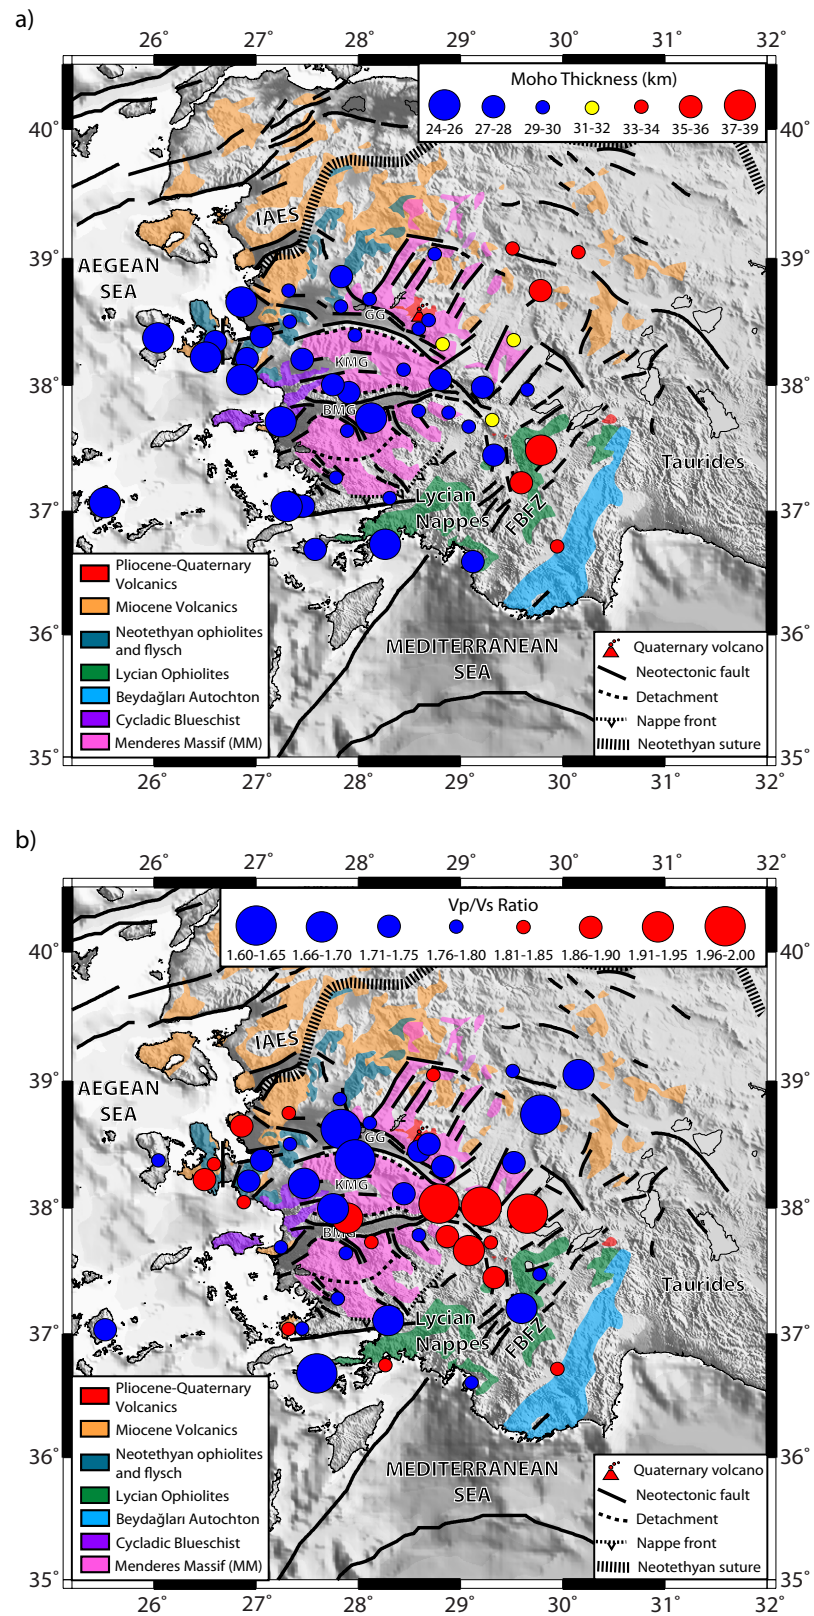 a)
26° 27° 28° 29° 30° 31° 32°
Moho Thickness (km)
24-26 27-28 29-30 31-32 33-34 35-36 37-39
40°
40°
IAES
39°
39°
AEGEAN
SEA
GG
KMG
38°
38°
BMG
Taurides
Lycian
Nappes
FBFZ
37°
37°
Pliocene-Quaternary
Volcanics
Miocene Volcanics
Neotethyan ophiolites
and flysch
Lycian Ophiolites
Beydağları Autochton
Cycladic Blueschist
Menderes Massif (MM)
36°
36°
MEDITERRANEAN
SEA
Quaternary volcano
Neotectonic fault
Detachment
Nappe front
Neotethyan suture
35°
35°
26° 27° 28° 29° 30° 31° 32°
b)
26° 27° 28° 29° 30° 31° 32°
Vp/Vs Ratio
1.60-1.65 1.66-1.70 1.71-1.75 1.76-1.80 1.81-1.85 1.86-1.90 1.91-1.95 1.96-2.00
40°
40°
IAES
39°
39°
AEGEAN
SEA
GG
KMG
38°
38°
BMG
Taurides
Lycian
Nappes
FBFZ
37°
37°
Pliocene-Quaternary
Volcanics
Miocene Volcanics
Neotethyan ophiolites
and flysch
Lycian Ophiolites
Beydağları Autochton
Cycladic Blueschist
Menderes Massif (MM)
36°
36°
MEDITERRANEAN
SEA
Quaternary volcano
Neotectonic fault
Detachment
Nappe front
Neotethyan suture
35°
35°
26° 27° 28° 29° 30° 31° 32°